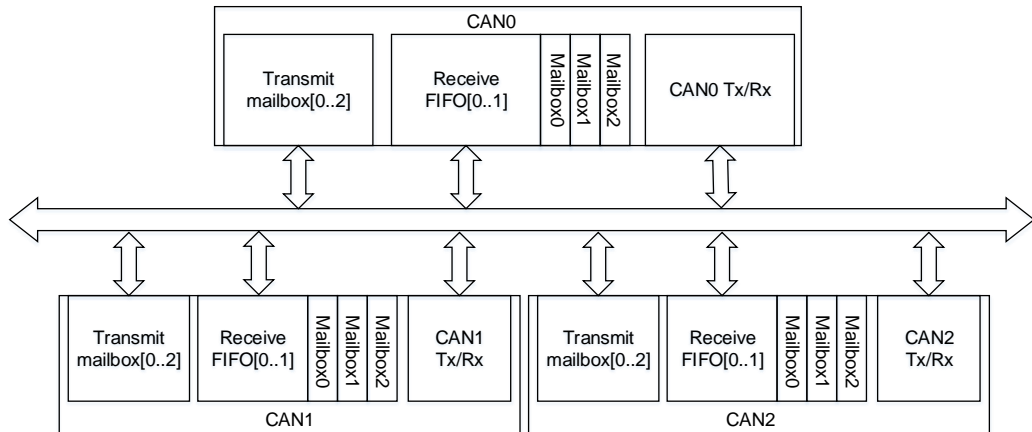 CAN0
Transmit
mailbox[0..2]
Receive
FIFO[0..1]
Mailbox0
Mailbox1
Mailbox2
CAN0 Tx/Rx
Transmit
mailbox[0..2]
Receive
FIFO[0..1]
Mailbox0
Mailbox1
Mailbox2
CAN1
Tx/Rx
CAN1
Transmit
mailbox[0..2]
Receive
FIFO[0..1]
Mailbox0
Mailbox1
Mailbox2
CAN2
Tx/Rx
CAN2